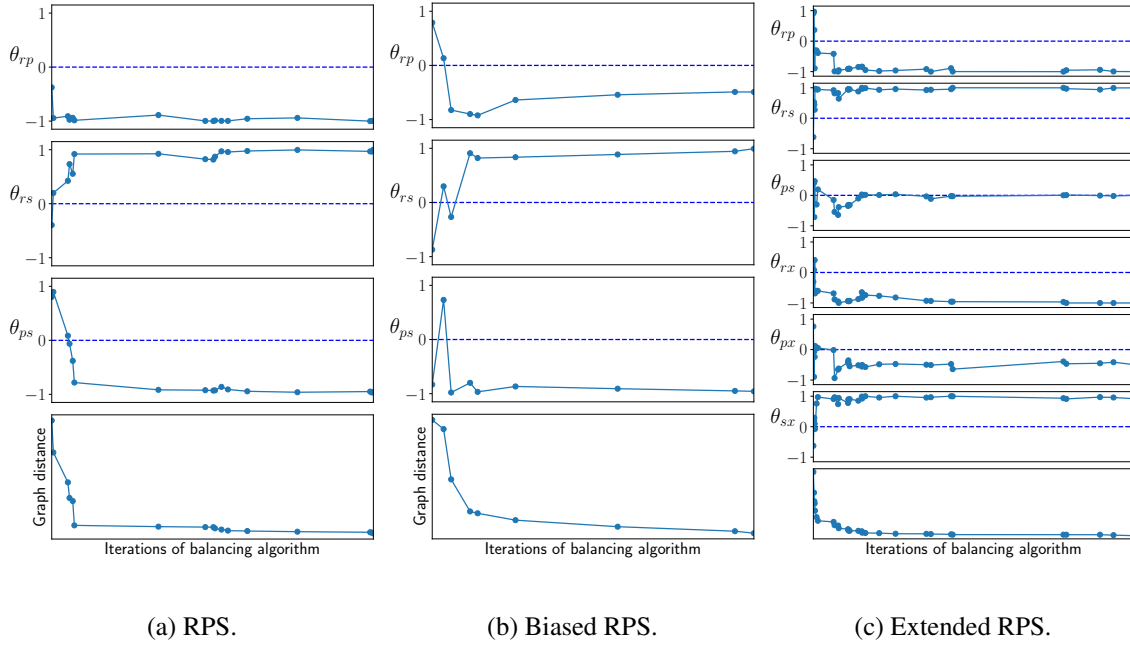 1
θrp
0
−1
1
θrs
0
−1
1
θps
0
−1
Graph distance
Iterations of balancing algorithm
(a) RPS.
1
θrp
0
−1
1
θrs
0
−1
1
θps
0
−1
Graph distance
Iterations of balancing algorithm
(b) Biased RPS.
1
θrp
0
−1
1
θrs
0
−1
1
θps
0
−1
1
θrx
0
−1
1
θpx
0
−1
1
θsx
0
−1
Iterations of balancing algorithm
(c) Extended RPS.